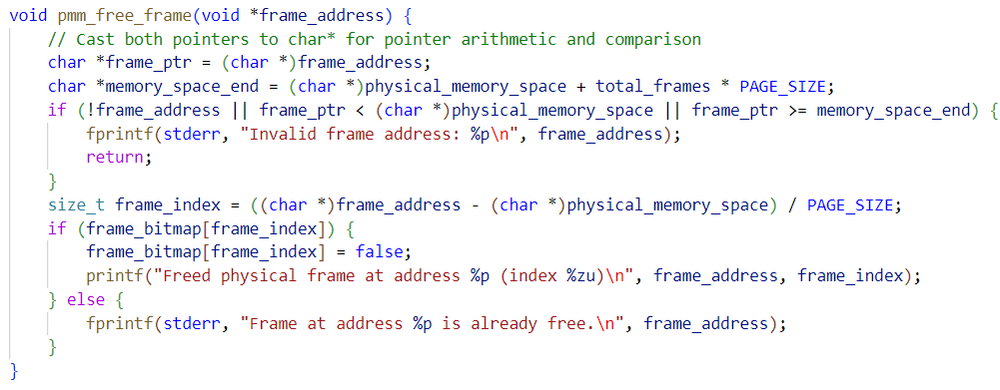 void pmm_free_frame(void *frame_address) {
    // Cast both pointers to char* for pointer arithmetic and comparison
    char *frame_ptr = (char *)frame_address;
    char *memory_space_end = (char *)physical_memory_space + total_frames * PAGE_SIZE;
    if (!frame_address || frame_ptr < (char *)physical_memory_space || frame_ptr >= memory_space_end) {
        fprintf(stderr, "Invalid frame address: %p\n", frame_address);
        return;
    }
    size_t frame_index = ((char *)frame_address - (char *)physical_memory_space) / PAGE_SIZE;
    if (frame_bitmap[frame_index]) {
        frame_bitmap[frame_index] = false;
        printf("Freed physical frame at address %p (index %zu)\n", frame_address, frame_index);
    } else {
        fprintf(stderr, "Frame at address %p is already free.\n", frame_address);
    }
}